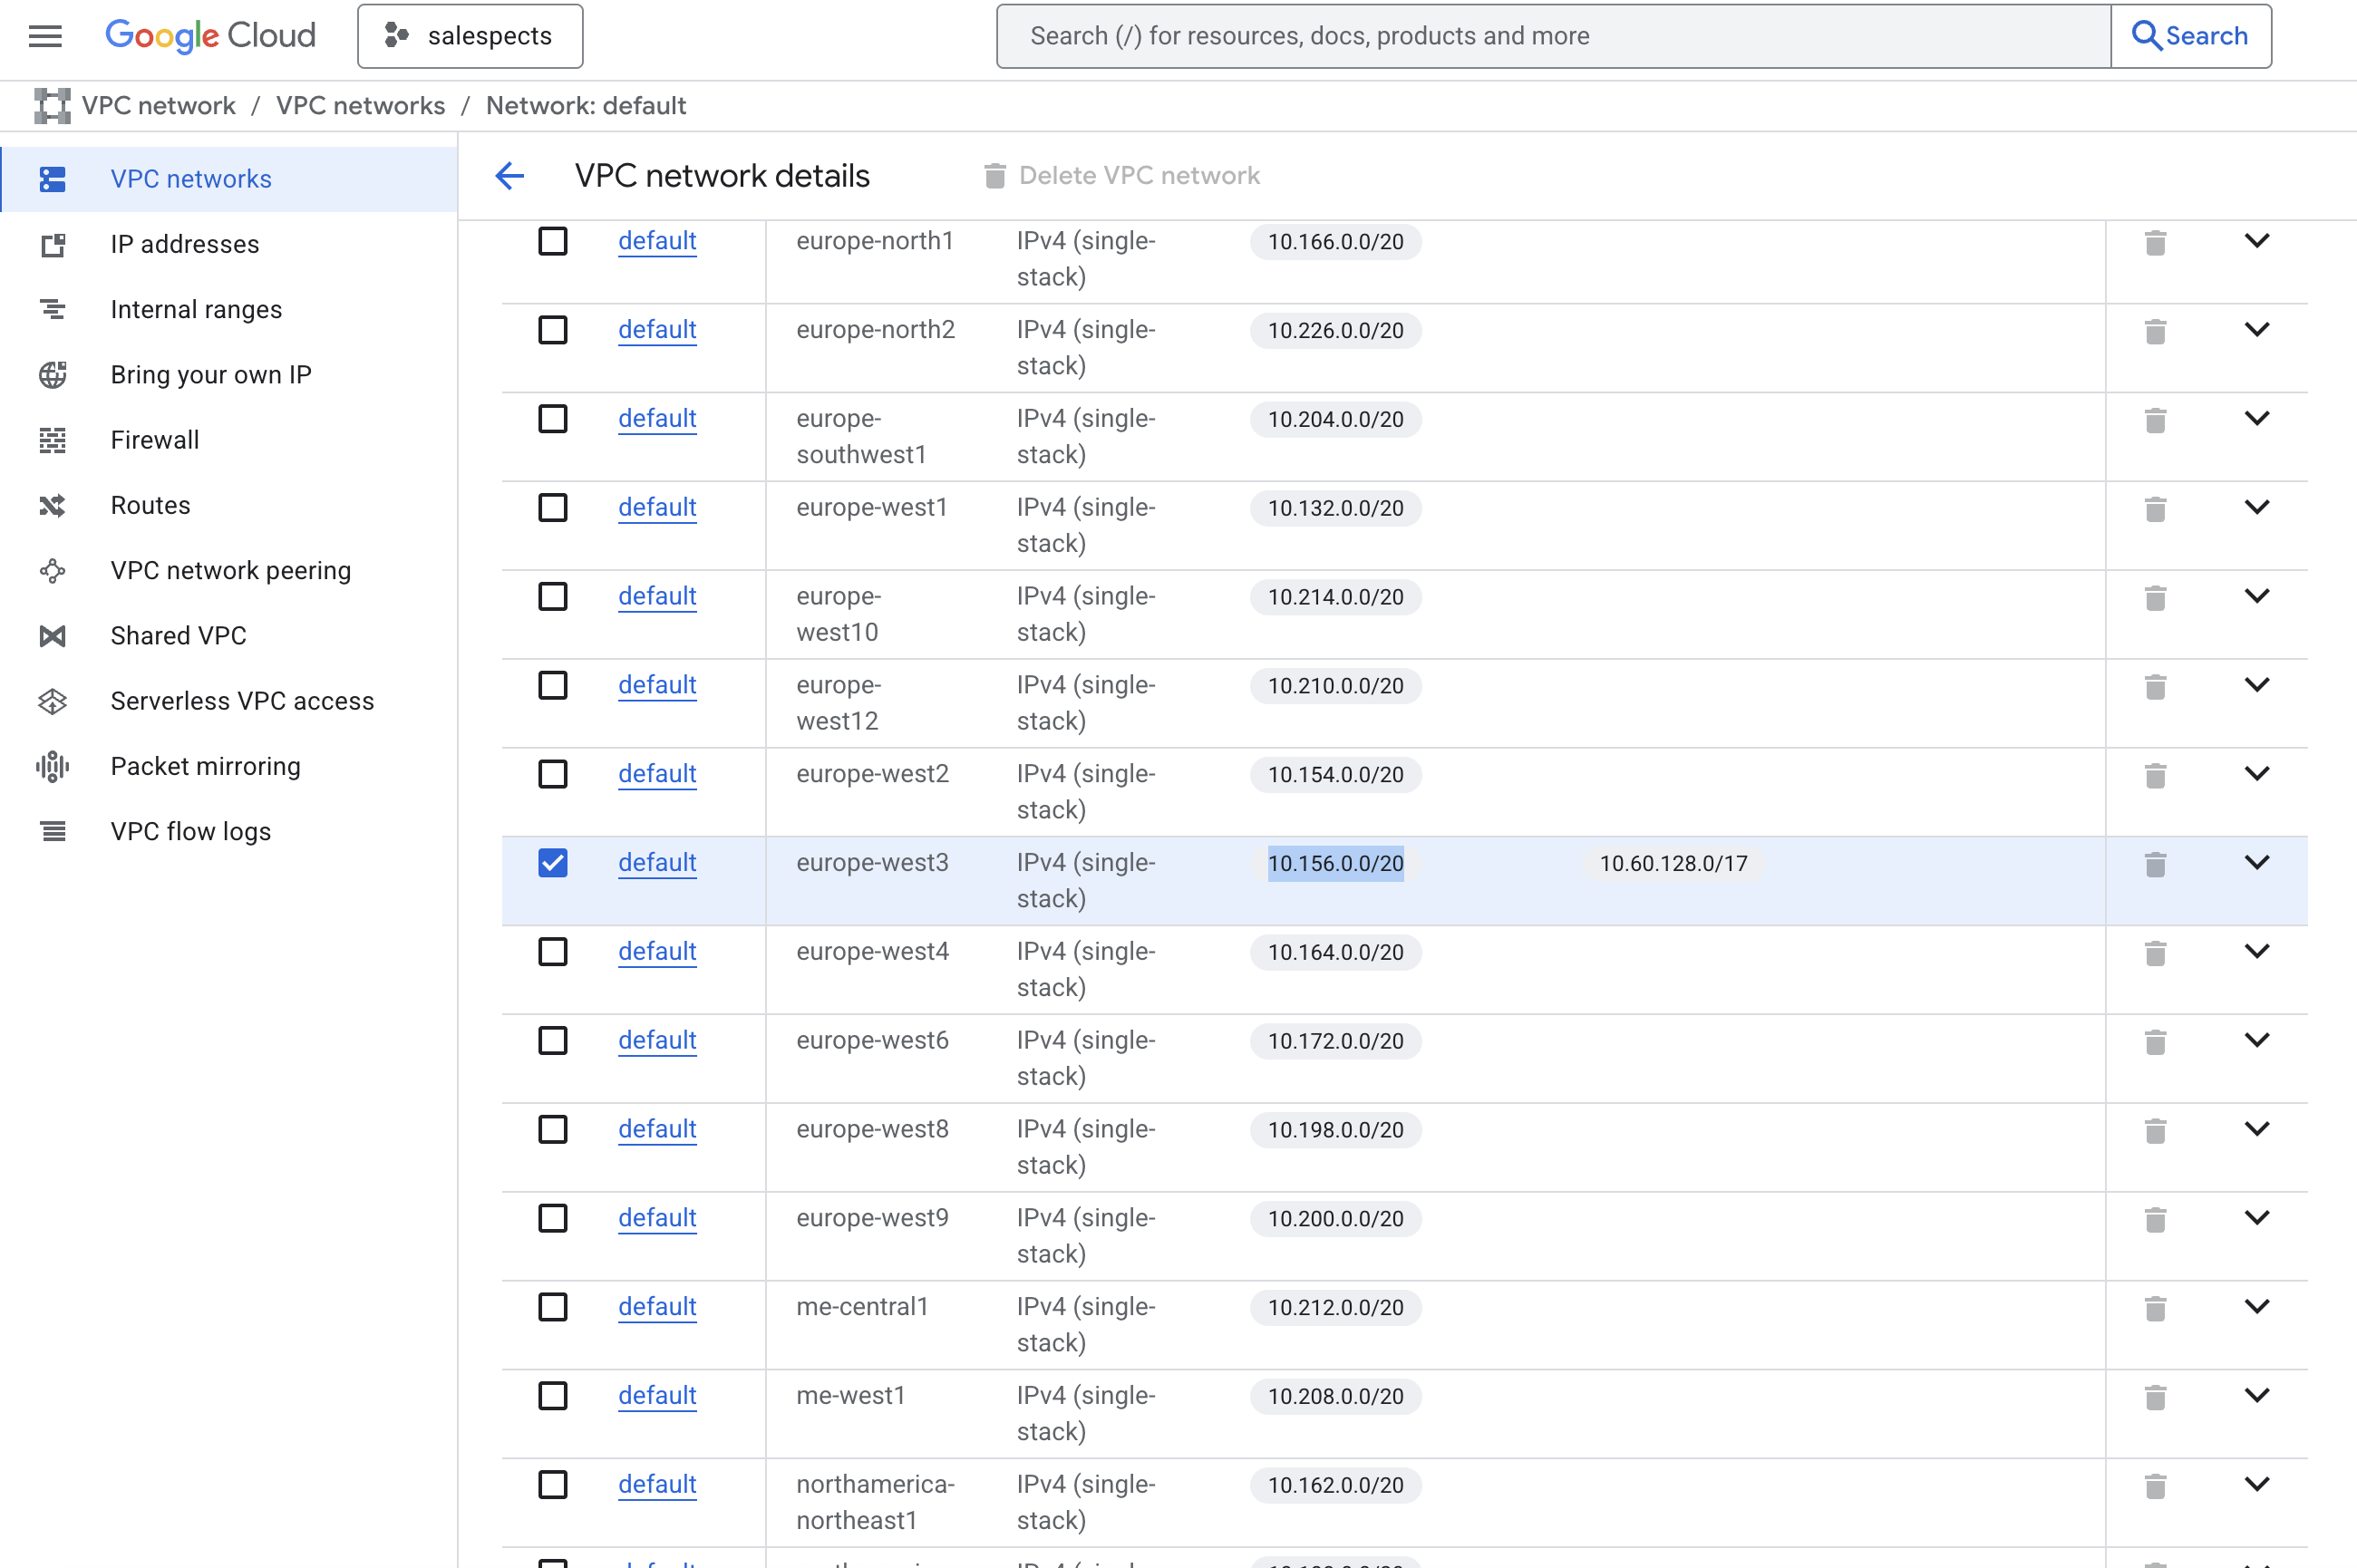 Google Cloud
salespects
Search (/) for resources, docs, products and more
Search
VPC network / VPC networks / Network: default
VPC networks
IP addresses
Internal ranges
Bring your own IP
Firewall
Routes
VPC network peering
Shared VPC
Serverless VPC access
Packet mirroring
VPC flow logs
VPC network details
Delete VPC network
default europe-north1 IPv4 (single- 10.166.0.0/20
stack)
default europe-north2 IPv4 (single- 10.226.0.0/20
stack)
default europe- IPv4 (single- 10.204.0.0/20
southwest1 stack)
default europe-west1 IPv4 (single- 10.132.0.0/20
stack)
default europe- IPv4 (single- 10.214.0.0/20
west10 stack)
default europe- IPv4 (single- 10.210.0.0/20
west12 stack)
default europe-west2 IPv4 (single- 10.154.0.0/20
stack)
default europe-west3 IPv4 (single- 10.156.0.0/20 10.60.128.0/17
stack)
default europe-west4 IPv4 (single- 10.164.0.0/20
stack)
default europe-west6 IPv4 (single- 10.172.0.0/20
stack)
default europe-west8 IPv4 (single- 10.198.0.0/20
stack)
default europe-west9 IPv4 (single- 10.200.0.0/20
stack)
default me-central1 IPv4 (single- 10.212.0.0/20
stack)
default me-west1 IPv4 (single- 10.208.0.0/20
stack)
default northamerica- IPv4 (single- 10.162.0.0/20
northeast1 stack)